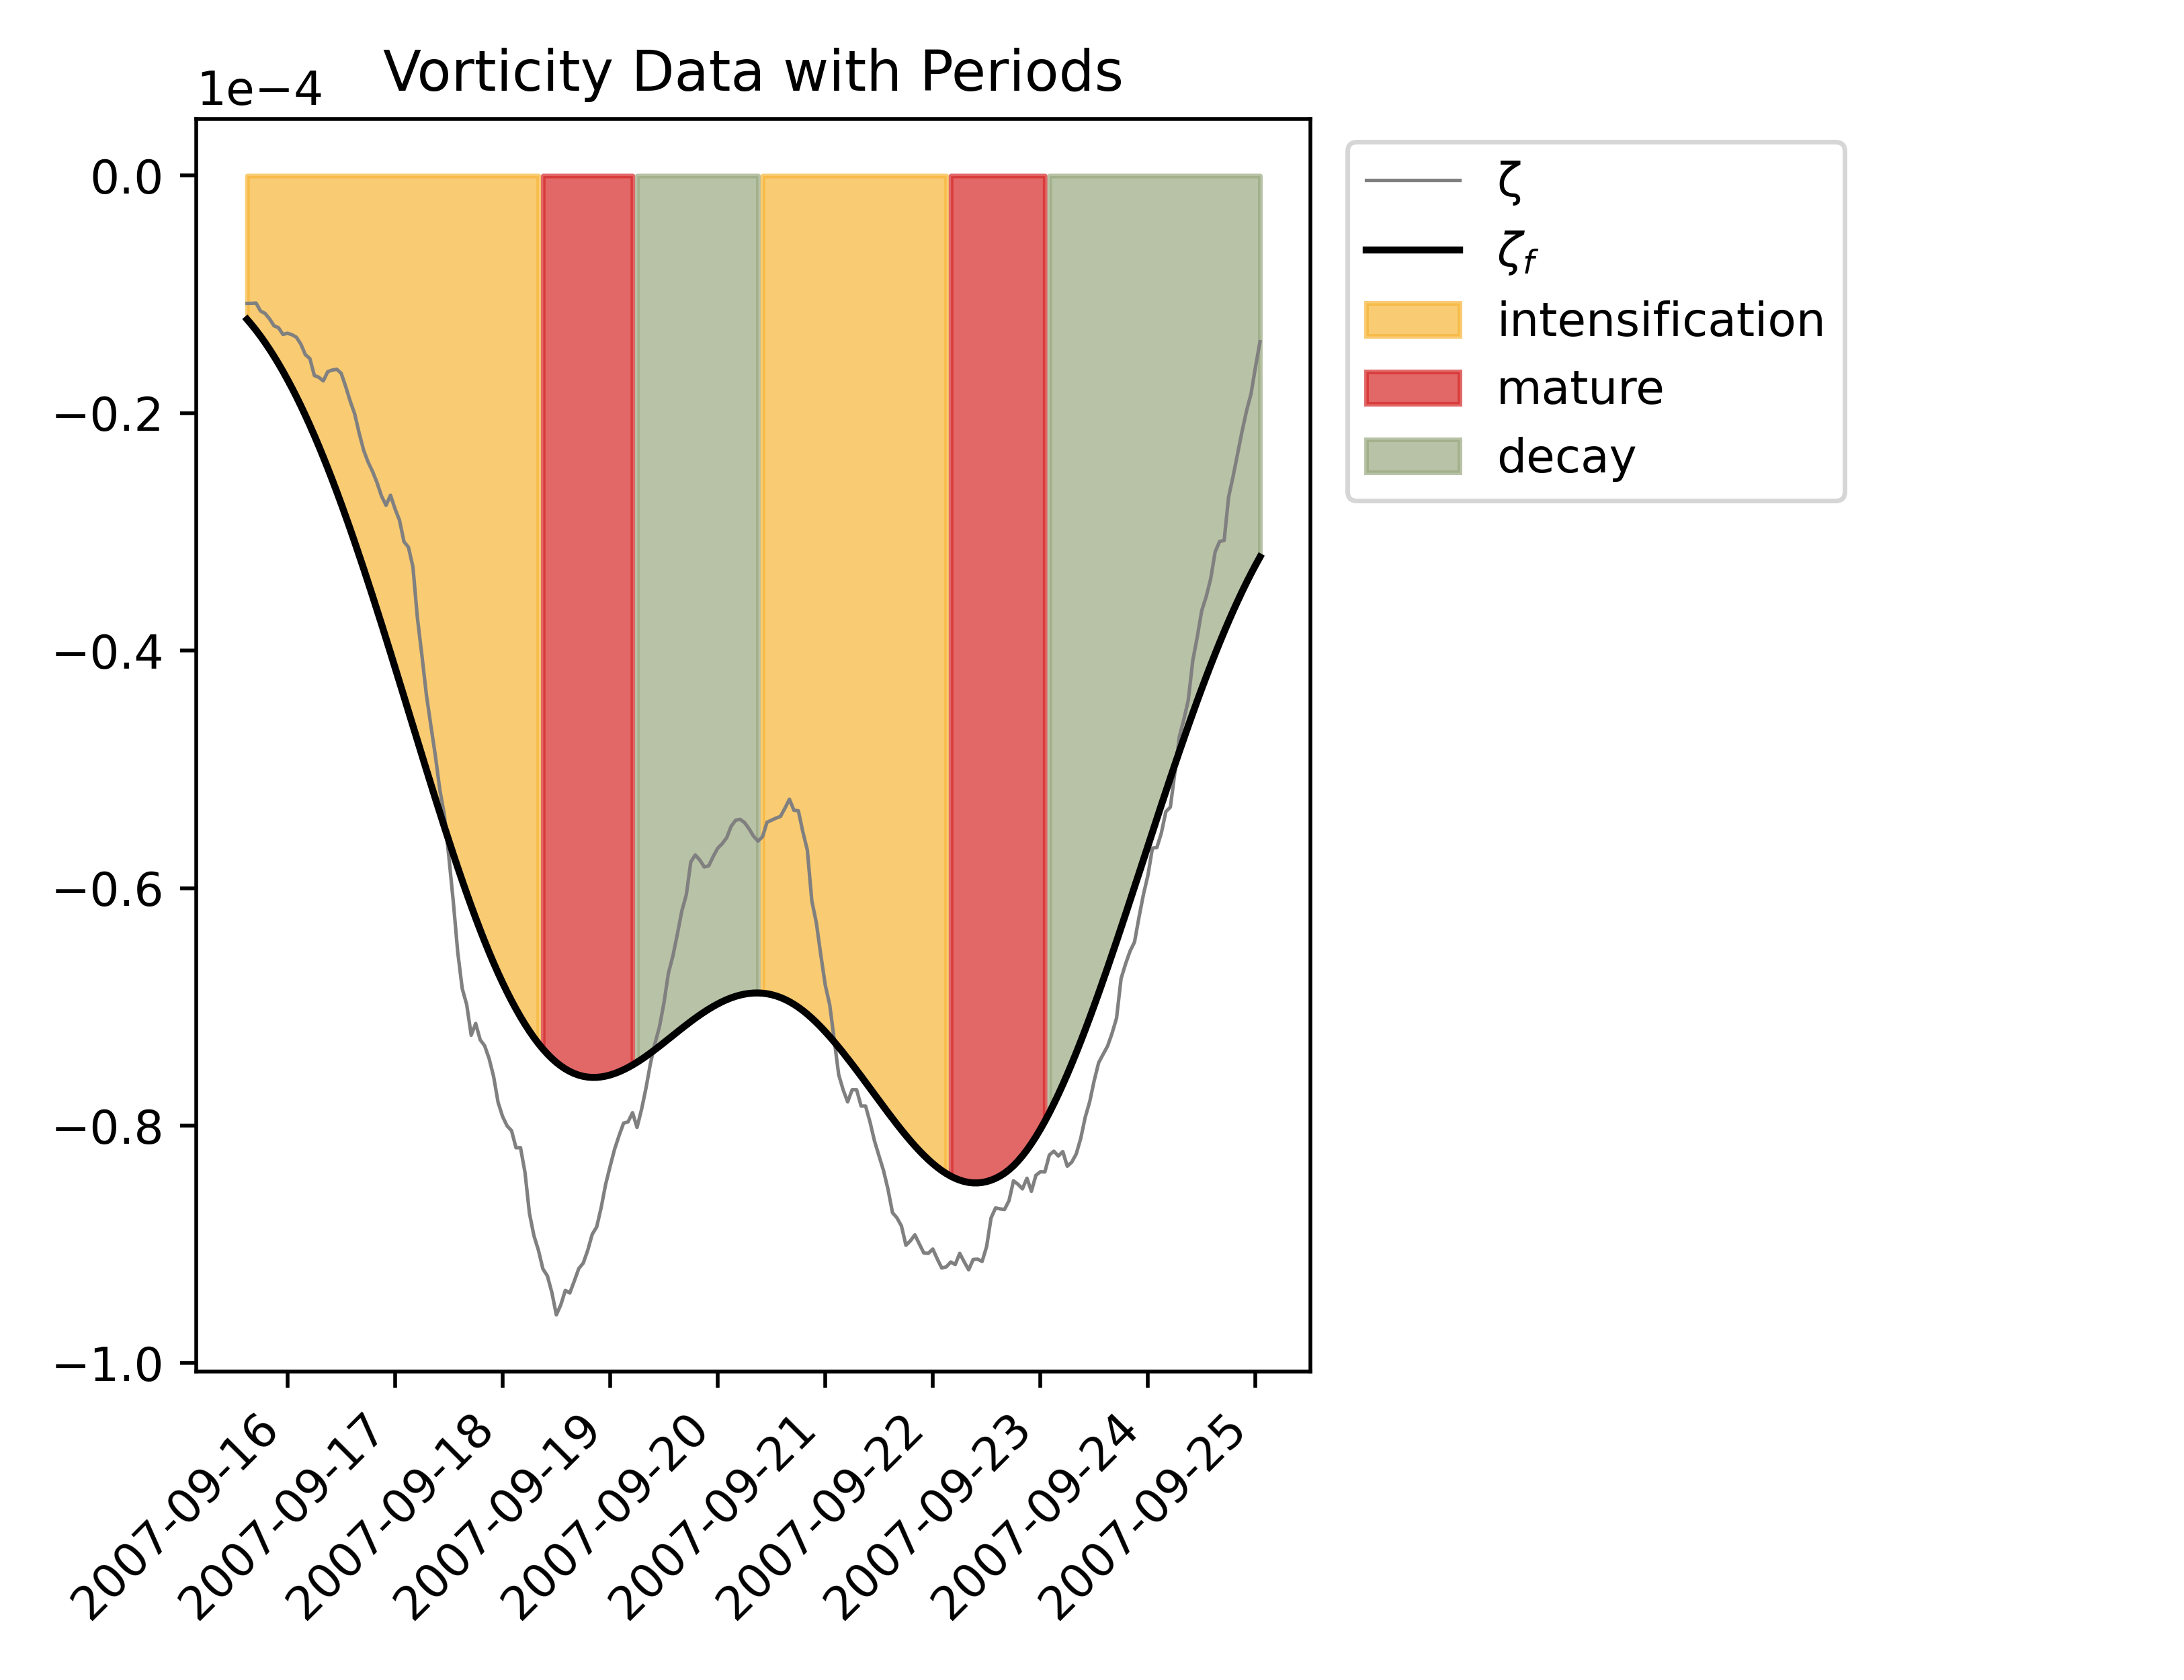 Vorticity Data with Periods
1e−4
0.0
−0.2
−0.4
−0.6
−0.8
−1.0
2007-09-16
2007-09-17
2007-09-18
2007-09-19
2007-09-20
2007-09-21
2007-09-22
2007-09-23
2007-09-24
2007-09-25
ζ
ζf
intensification
mature
decay